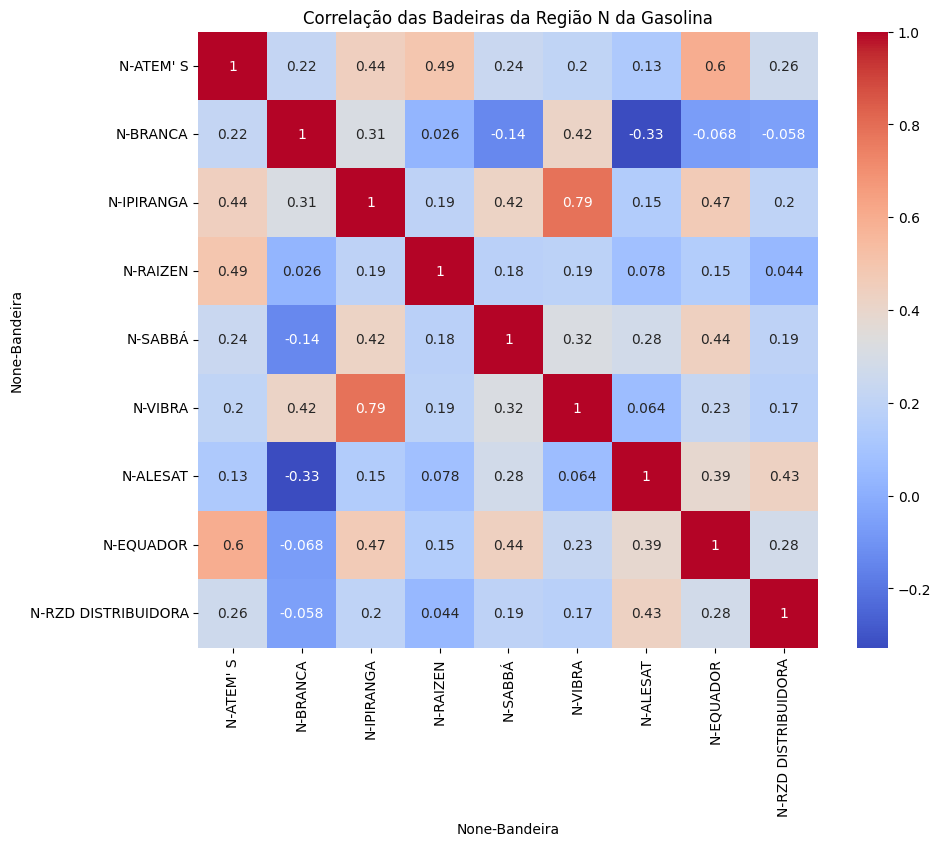 Correlação das Badeiras da Região N da Gasolina
N-ATEM' S 1 0.22 0.44 0.49 0.24 0.2 0.13 0.6 0.26
N-BRANCA 0.22 1 0.31 0.026 -0.14 0.42 -0.33 -0.068 -0.058
N-IPIRANGA 0.44 0.31 1 0.19 0.42 0.79 0.15 0.47 0.2
N-RAIZEN 0.49 0.026 0.19 1 0.18 0.19 0.078 0.15 0.044
N-SABBÁ 0.24 -0.14 0.42 0.18 1 0.32 0.28 0.44 0.19
N-VIBRA 0.2 0.42 0.79 0.19 0.32 1 0.064 0.23 0.17
N-ALESAT 0.13 -0.33 0.15 0.078 0.28 0.064 1 0.39 0.43
N-EQUADOR 0.6 -0.068 0.47 0.15 0.44 0.23 0.39 1 0.28
N-RZD DISTRIBUIDORA 0.26 -0.058 0.2 0.044 0.19 0.17 0.43 0.28 1
None-Bandeira
N-ATEM' S
N-BRANCA
N-IPIRANGA
N-RAIZEN
N-SABBÁ
N-VIBRA
N-ALESAT
N-EQUADOR
N-RZD DISTRIBUIDORA
None-Bandeira
1.0
0.8
0.6
0.4
0.2
0.0
−0.2